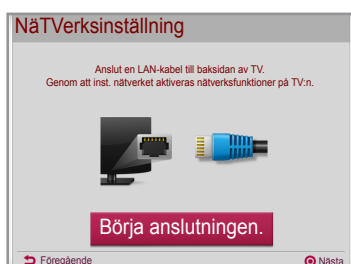 NäTVerksinställning
Anslut en LAN-kabel till baksidan av TV.
Genom att inst. nätverket aktiveras nätverksfunktioner på TV:n.
Börja anslutningen.
Föregående
Nästa